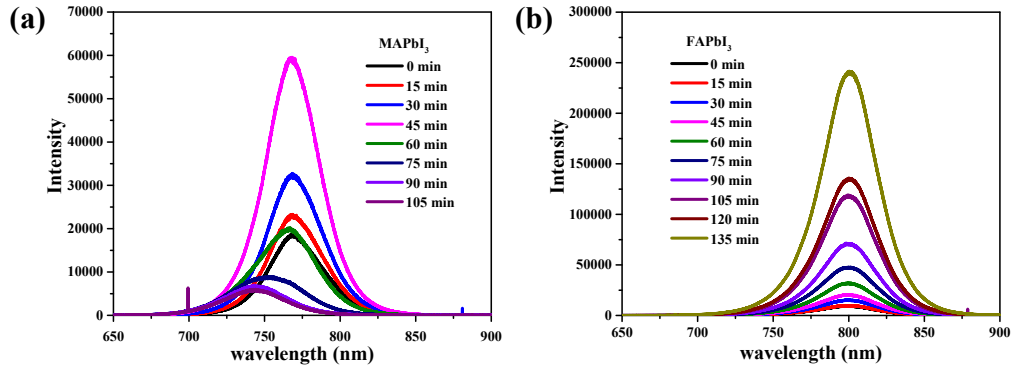 (a)
70000
60000
50000
40000
30000
20000
10000
0
Intensity
MAPbI₃
0 min
15 min
30 min
45 min
60 min
75 min
90 min
105 min
650 700 750 800 850 900
wavelength (nm)
(b)
300000
250000
200000
150000
100000
50000
0
Intensity
FAPbI₃
0 min
15 min
30 min
45 min
60 min
75 min
90 min
105 min
120 min
135 min
650 700 750 800 850 900
wavelength (nm)